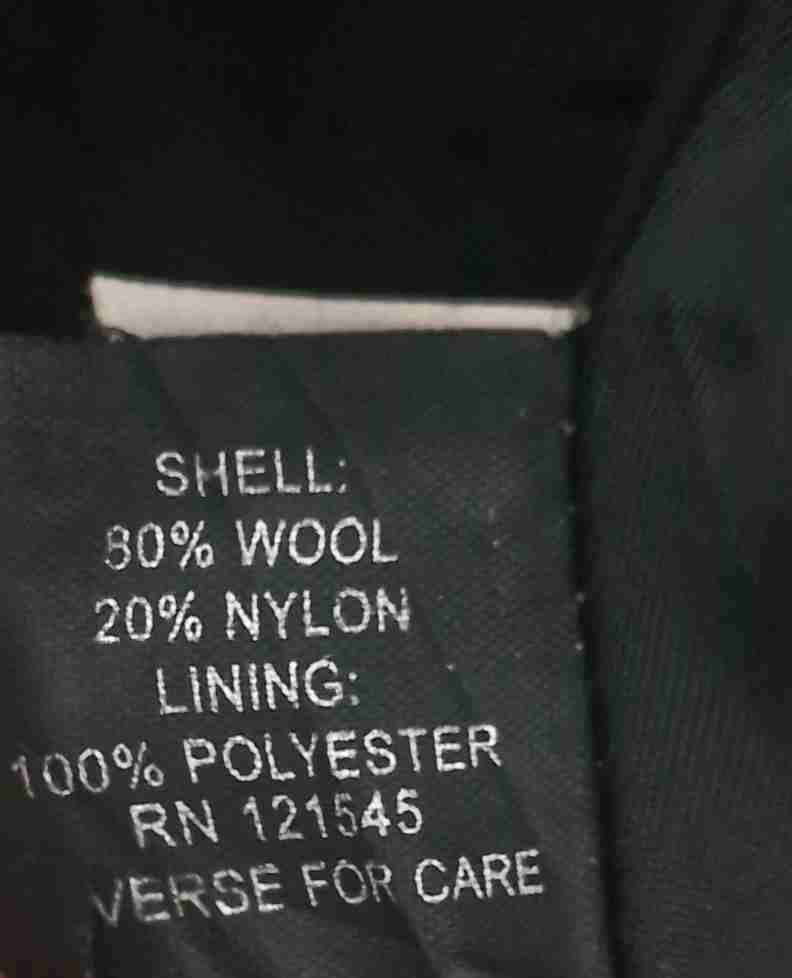 SHELL:
80% WOOL
20% NYLON
LINING:
100% POLYESTER
RN 121545
VERSE FOR CARE